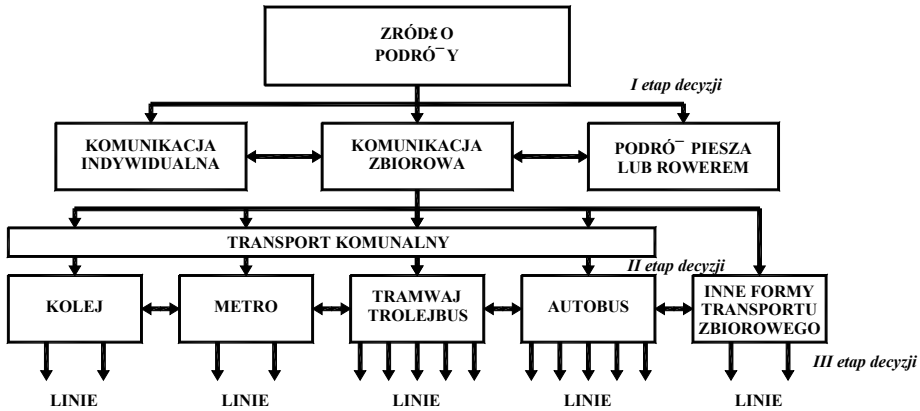 ZRÓD£O
PODRÓ¯Y
I etap decyzji
KOMUNIKACJA
INDYWIDUALNA
KOMUNIKACJA
ZBIOROWA
PODRÓ¯ PIESZA
LUB ROWEREM
TRANSPORT KOMUNALNY
II etap decyzji
KOLEJ
METRO
TRAMWAJ
TROLEJBUS
AUTOBUS
INNE FORMY
TRANSPORTU
ZBIOROWEGO
III etap decyzji
LINIE
LINIE
LINIE
LINIE
LINIE